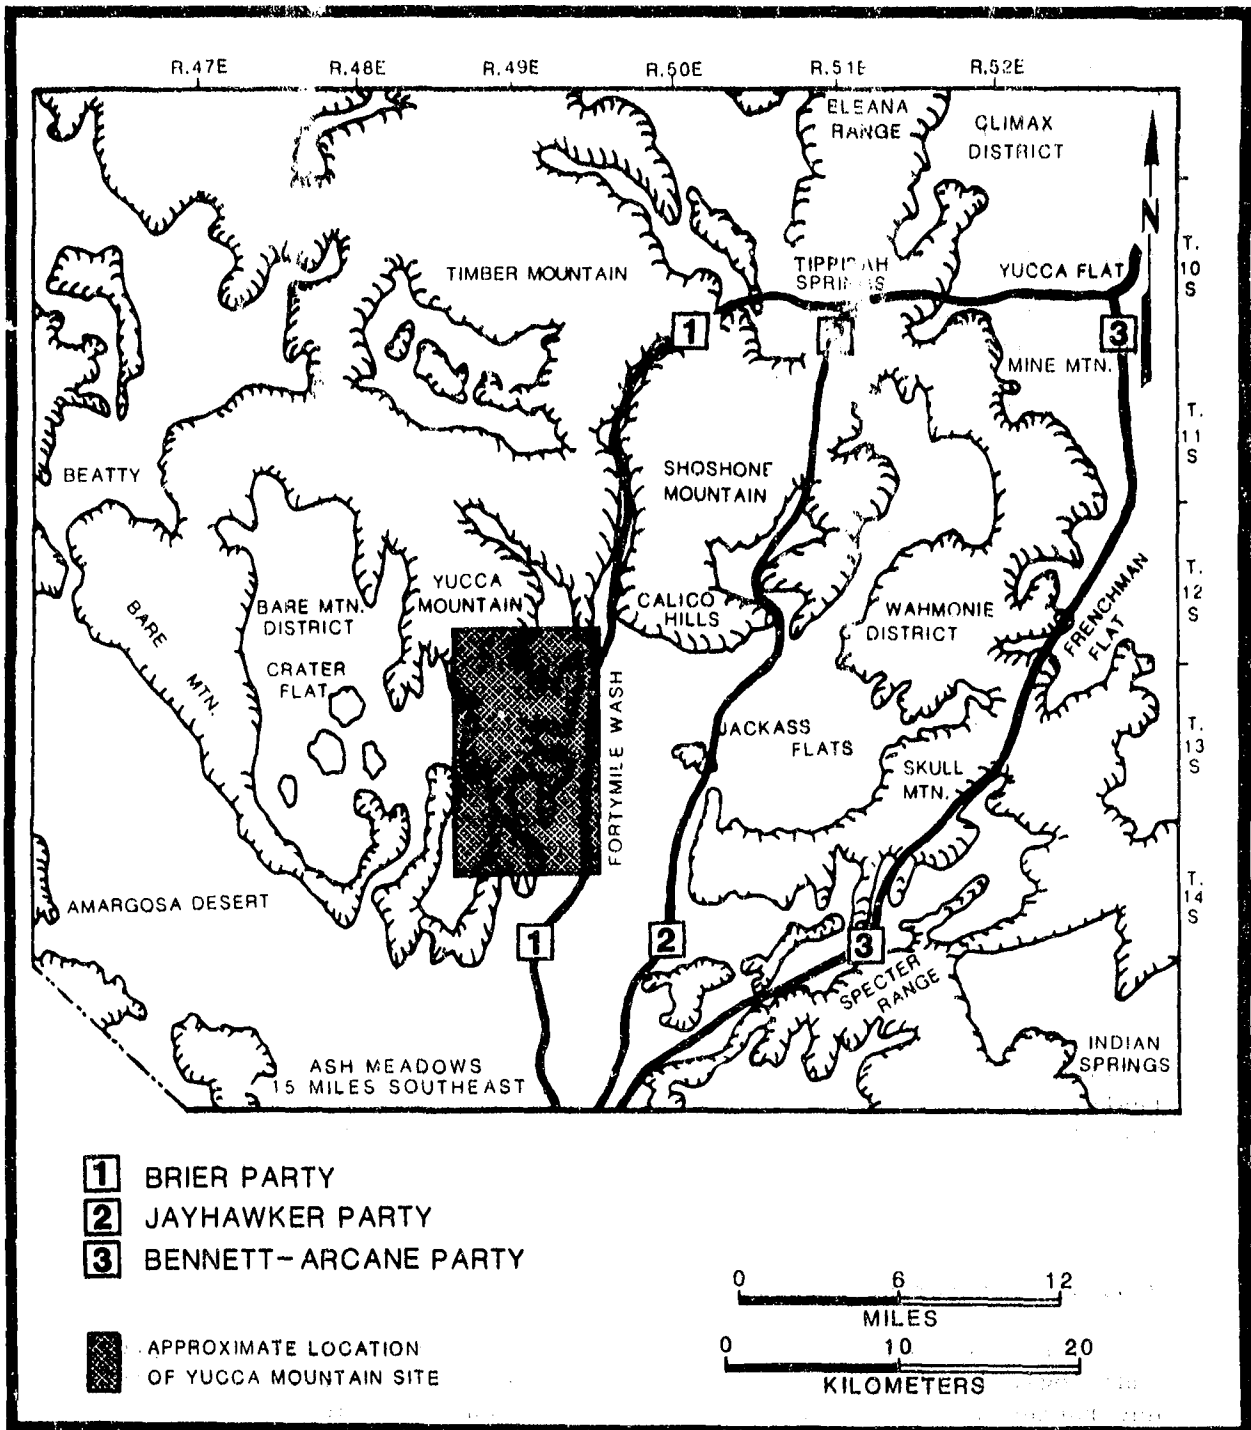 R.47E R.48E R.49E R.50E R.51E R.52E
ELEANA
RANGE
CLIMAX
DISTRICT
N
T.
10
S
TIMBER MOUNTAIN
YUCCA FLAT
1
3
MINE MTN.
T.
11
S
BEATTY
SHOSHONE
MOUNTAIN
T.
12
S
YUCCA
MOUNTAIN
BARE MTN.
DISTRICT
CALICO
HILLS
WAHMONIE
DISTRICT
FRENCHMAN
FLAT
BARE
MTN.
CRATER
FLAT
FORTYMILE WASH
JACKASS
FLATS
T.
13
S
SKULL
MTN.
T.
14
S
AMARGOSA DESERT
1
2
3
SPECTER
RANGE
INDIAN
SPRINGS
ASH MEADOWS
15 MILES SOUTHEAST
1 BRIER PARTY
2 JAYHAWKER PARTY
3 BENNETT-ARCANE PARTY
APPROXIMATE LOCATION
OF YUCCA MOUNTAIN SITE
0 6 12
MILES
0 10 20
KILOMETERS